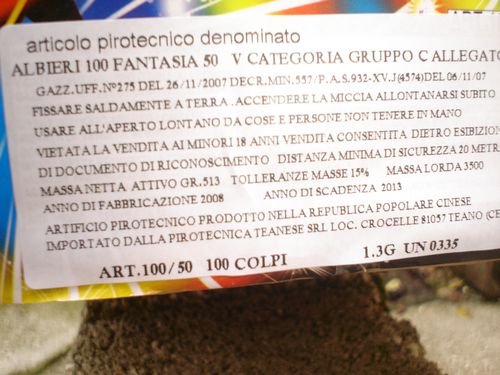 articolo pirotecnico denominato
ALBIERI 100 FANTASIA 50 V CATEGORIA GRUPPO C ALLEGATO
GAZZ.UFF.Nº275 DEL 26/11/2007 DECR.MIN.557/P.A.S.932-XV.J(4574)DEL 06/11/07
FISSARE SALDAMENTE A TERRA. ACCENDERE LA MICCIA ALLONTANARSI SUBITO
USARE ALL'APERTO LONTANO DA COSE E PERSONE NON TENERE IN MANO
VIETATA LA VENDITA AI MINORI 18 ANNI VENDITA CONSENTITA DIETRO ESIBIZION
DI DOCUMENTO DI RICONOSCIMENTO DISTANZA MINIMA DI SICUREZZA 20 METR
MASSA NETTA ATTIVO GR.513 TOLLERANZE MASSE 15% MASSA LORDA 3500
ANNO DI FABBRICAZIONE 2008 ANNO DI SCADENZA 2013
ARTIFICIO PIROTECNICO PRODOTTO NELLA REPUBLICA POPOLARE CINESE
IMPORTATO DALLA PIROTECNICA TEANESE SRL LOC. CROCELLE 81057 TEANO (CE
ART.100/50 100 COLPI 1.3G UN 0335